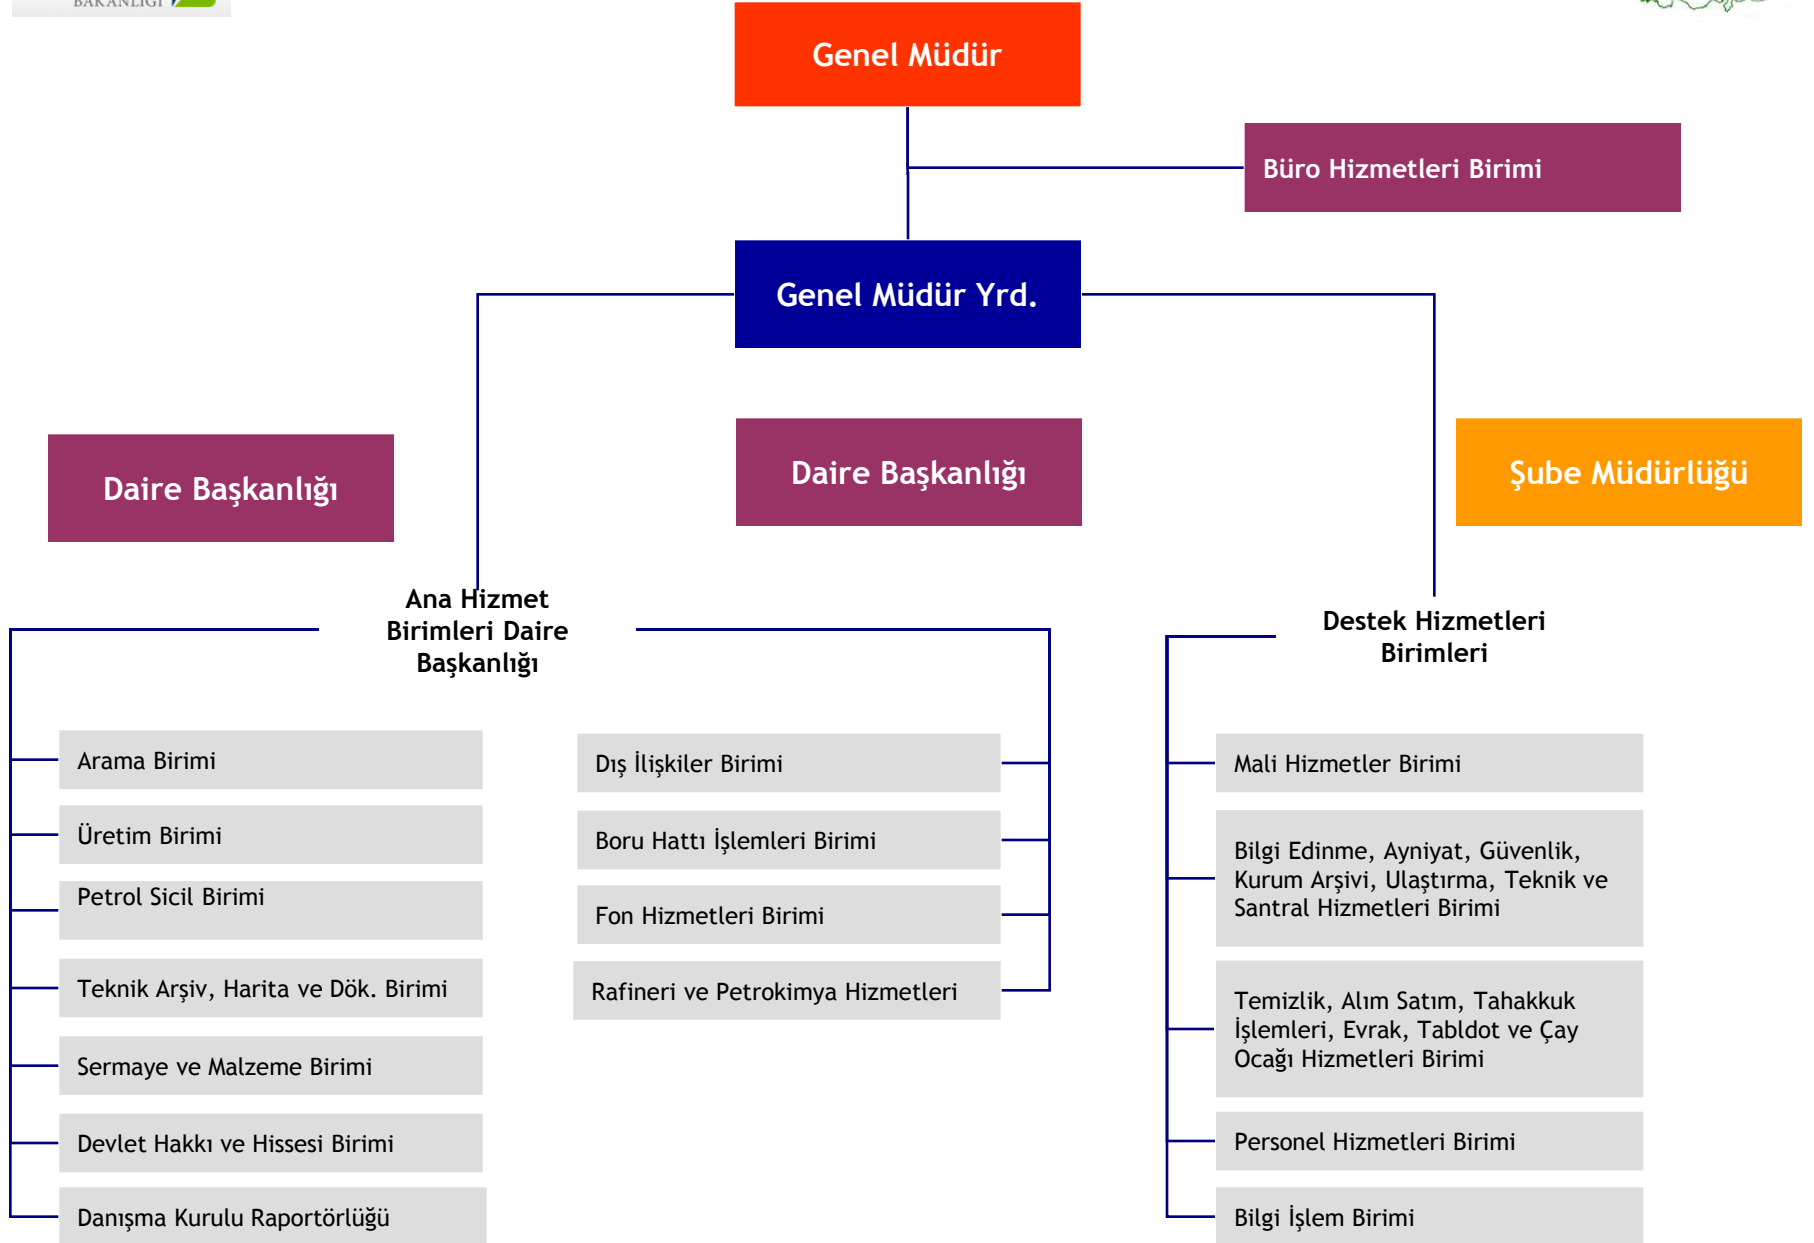 BAKANLIĞI
Genel Müdür
Büro Hizmetleri Birimi
Genel Müdür Yrd.
Daire Başkanlığı
Daire Başkanlığı
Şube Müdürlüğü
Ana Hizmet
Birimleri Daire
Başkanlığı
Destek Hizmetleri
Birimleri
Arama Birimi
Üretim Birimi
Petrol Sicil Birimi
Teknik Arşiv, Harita ve Dök. Birimi
Sermaye ve Malzeme Birimi
Devlet Hakkı ve Hissesi Birimi
Danışma Kurulu Raportörlüğü
Dış İlişkiler Birimi
Boru Hattı İşlemleri Birimi
Fon Hizmetleri Birimi
Rafineri ve Petrokimya Hizmetleri
Mali Hizmetler Birimi
Bilgi Edinme, Ayniyat, Güvenlik,
Kurum Arşivi, Ulaştırma, Teknik ve
Santral Hizmetleri Birimi
Temizlik, Alım Satım, Tahakkuk
İşlemleri, Evrak, Tabldot ve Çay
Ocağı Hizmetleri Birimi
Personel Hizmetleri Birimi
Bilgi İşlem Birimi